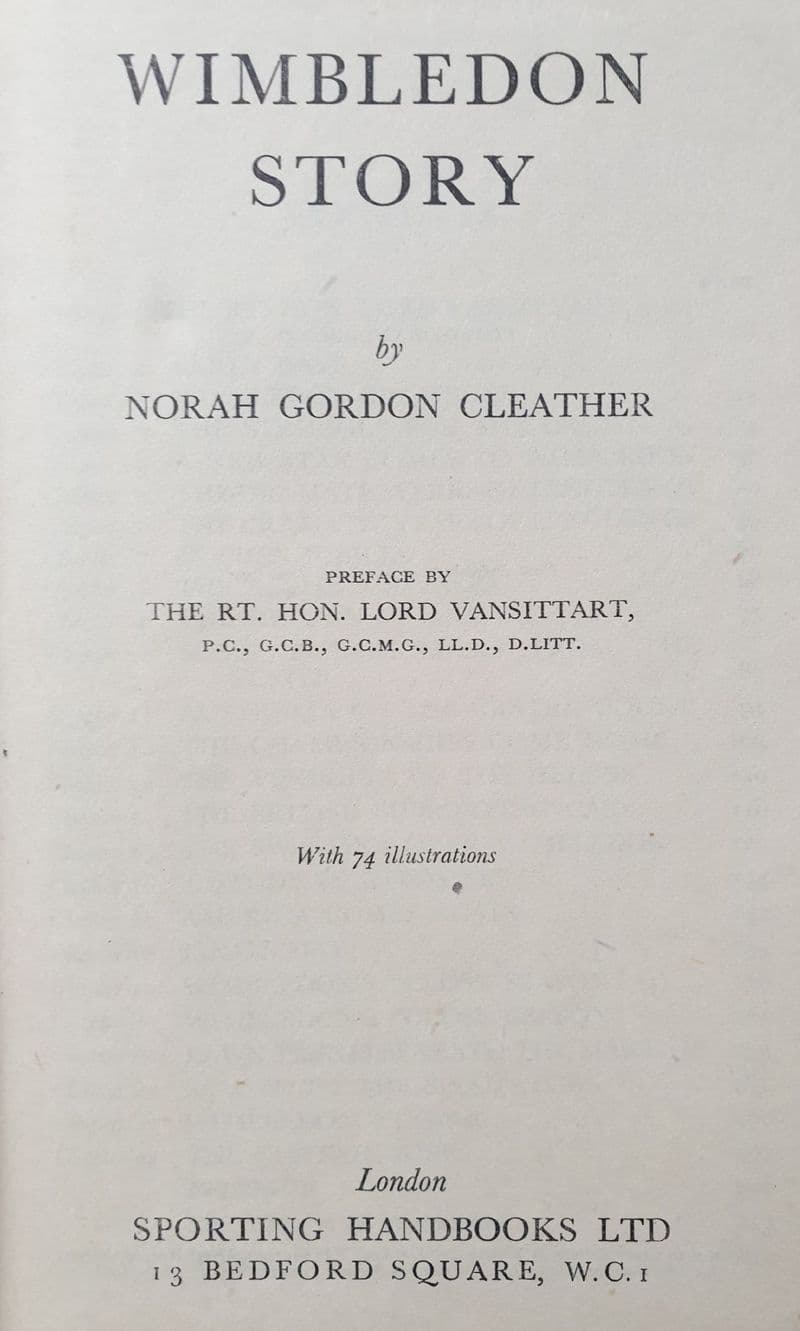 WIMBLEDON
STORY
by
NORAH GORDON CLEATHER
PREFACE BY
THE RT. HON. LORD VANSITTART,
P.C., G.C.B., G.C.M.G., LL.D., D.LITT.
With 74 illustrations
London
SPORTING HANDBOOKS LTD
13 BEDFORD SQUARE, W.C.1